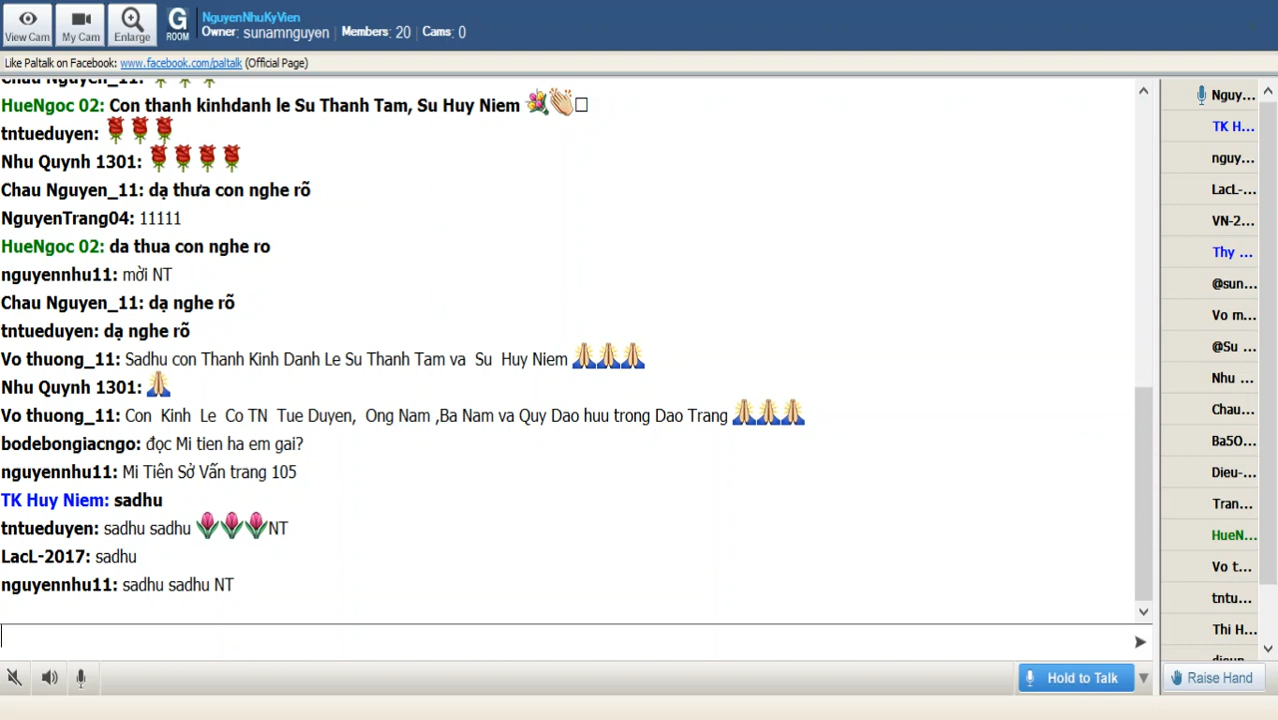 View Cam
My Cam
Enlarge
G
ROOM
NguyenNhuKyVien
Owner: sunamnguyen | Members: 20 | Cams: 0
Like Paltalk on Facebook: www.facebook.com/paltalk (Official Page)
Chau Nguyen_11:
HueNgoc 02: Con thanh kinhdanh le Su Thanh Tam, Su Huy Niem
tntueduyen:
Nhu Quynh 1301:
Chau Nguyen_11: dạ thưa con nghe rõ
NguyenTrang04: 11111
HueNgoc 02: da thua con nghe ro
nguyennhu11: mời NT
Chau Nguyen_11: dạ nghe rõ
tntueduyen: dạ nghe rõ
Vo thuong_11: Sadhu con Thanh Kinh Danh Le Su Thanh Tam va Su Huy Niem
Nhu Quynh 1301:
Vo thuong_11: Con Kinh Le Co TN Tue Duyen, Ong Nam ,Ba Nam va Quy Dao huu trong Dao Trang
bodebongiacngo: đọc Mi tien ha em gai?
nguyennhu11: Mi Tiên Sở Vấn trang 105
TK Huy Niem: sadhu
tntueduyen: sadhu sadhu NT
LacL-2017: sadhu
nguyennhu11: sadhu sadhu NT
Nguy...
TK H...
nguy...
LacL-...
VN-2...
Thy ...
@sun...
Vo m...
@Su ...
Nhu ...
Chau...
Ba5O...
Dieu-...
Tran...
HueN...
Vo t...
tntu...
Thi H...
Hold to Talk
Raise Hand